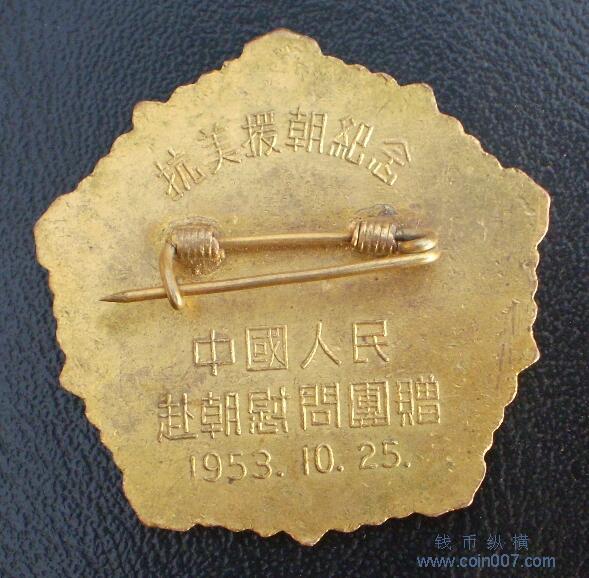 抗美援朝紀念
中國人民
赴朝慰問團贈
1953.10.25.
钱币纵横
www.coin007.com